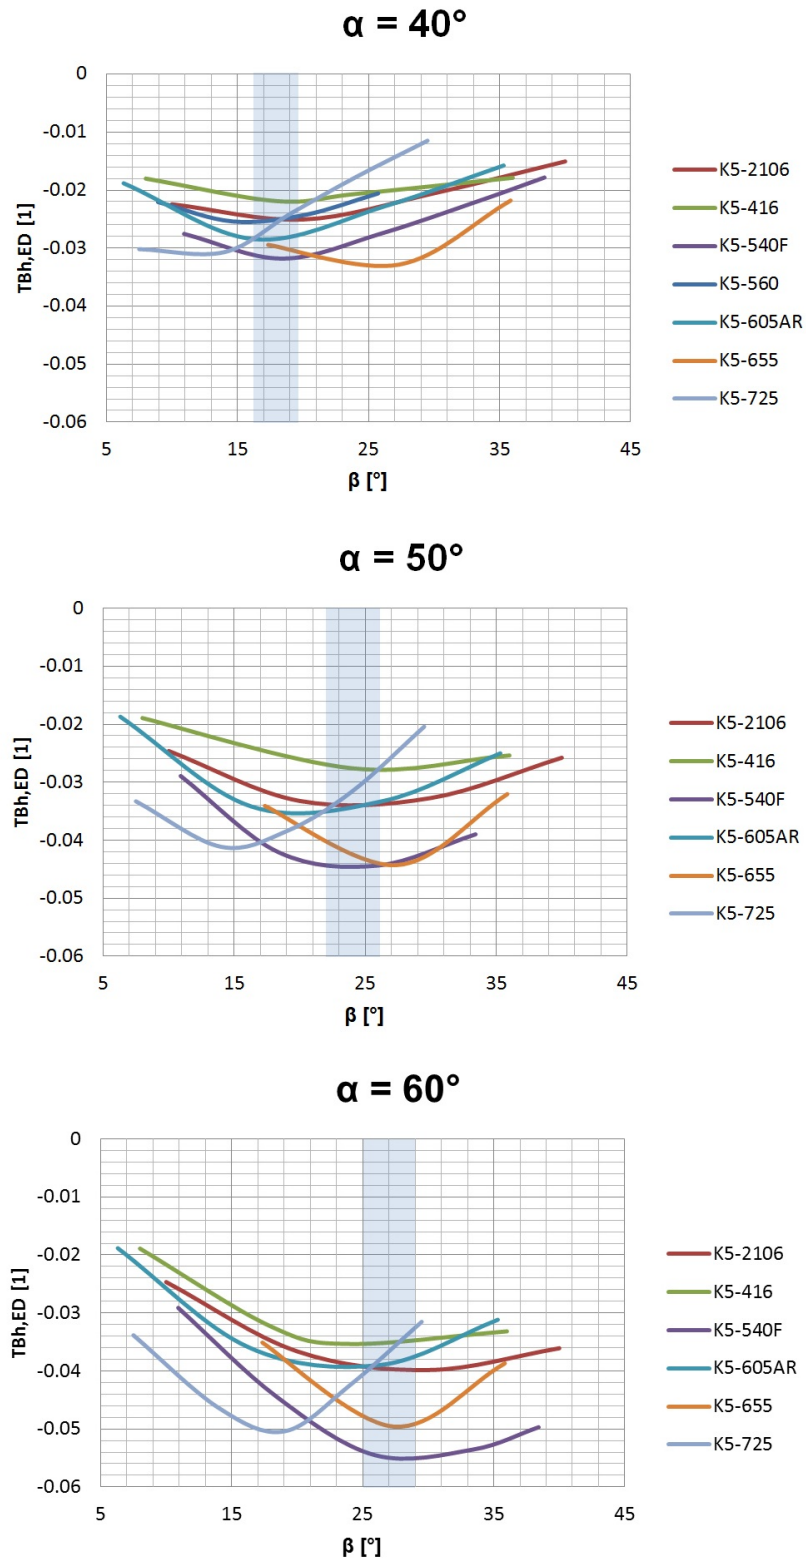 α = 40°
0
-0.01
-0.02
-0.03
-0.04
-0.05
-0.06
TBh,ED [1]
5 15 25 35 45
β [°]
K5-2106
K5-416
K5-540F
K5-560
K5-605AR
K5-655
K5-725
α = 50°
0
-0.01
-0.02
-0.03
-0.04
-0.05
-0.06
TBh,ED [1]
5 15 25 35 45
β [°]
K5-2106
K5-416
K5-540F
K5-605AR
K5-655
K5-725
α = 60°
0
-0.01
-0.02
-0.03
-0.04
-0.05
-0.06
TBh,ED [1]
5 15 25 35 45
β [°]
K5-2106
K5-416
K5-540F
K5-605AR
K5-655
K5-725